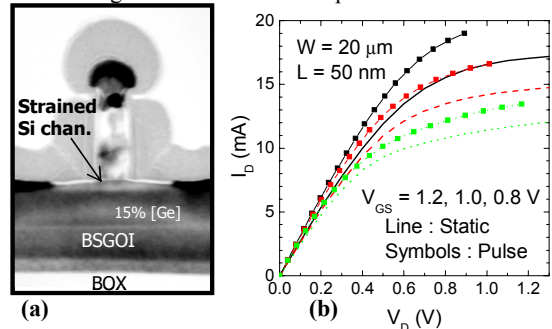 Strained
Si chan.
15% [Ge]
BSGOI
BOX
(a)
20
15
10
5
0
I_D (mA)
W = 20 μm
L = 50 nm
V_GS = 1.2, 1.0, 0.8 V
Line : Static
Symbols : Pulse
0.0 0.2 0.4 0.6 0.8 1.0 1.2
V_D (V)
(b)